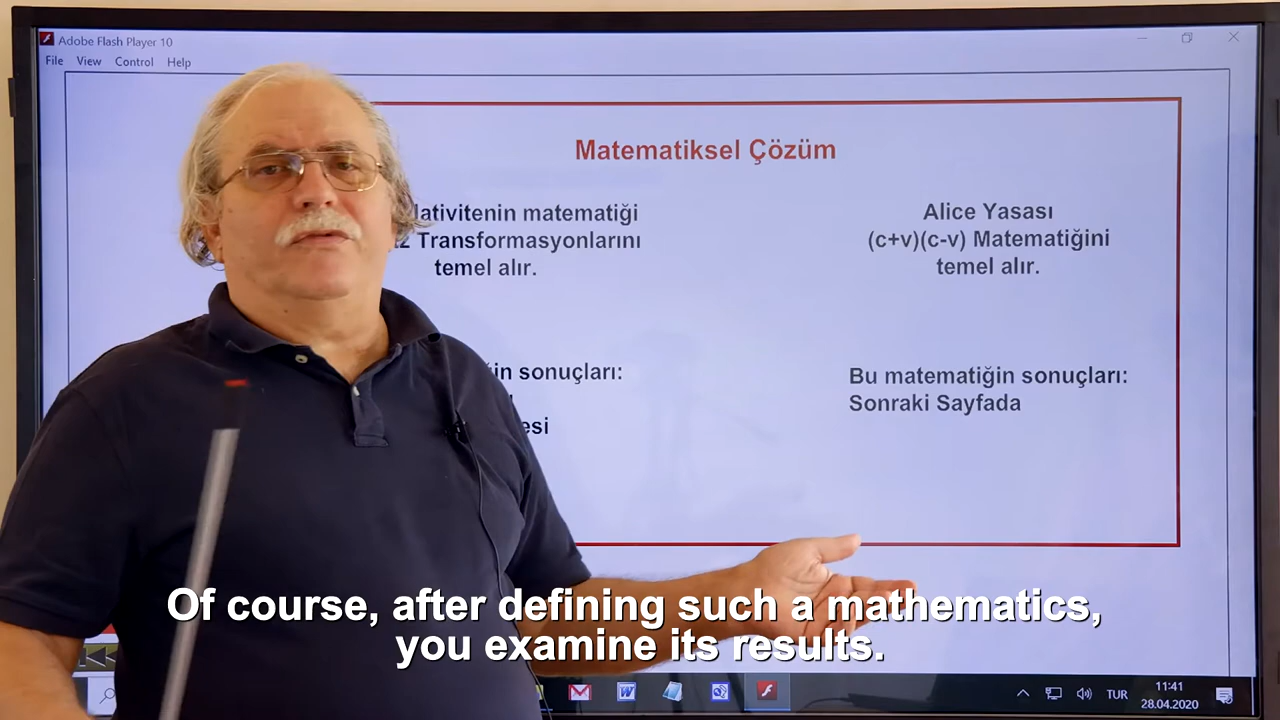 Adobe Flash Player 10
File View Control Help
Matematiksel Çözüm
lativitenin matematiği
Transformasyonlarını
temel alır.
Alice Yasası
(c+v)(c-v) Matematiğini
temel alır.
in sonuçları:
esi
Bu matematiğin sonuçları:
Sonraki Sayfada
Of course, after defining such a mathematics,
you examine its results.
TUR
11:41
28.04.2020